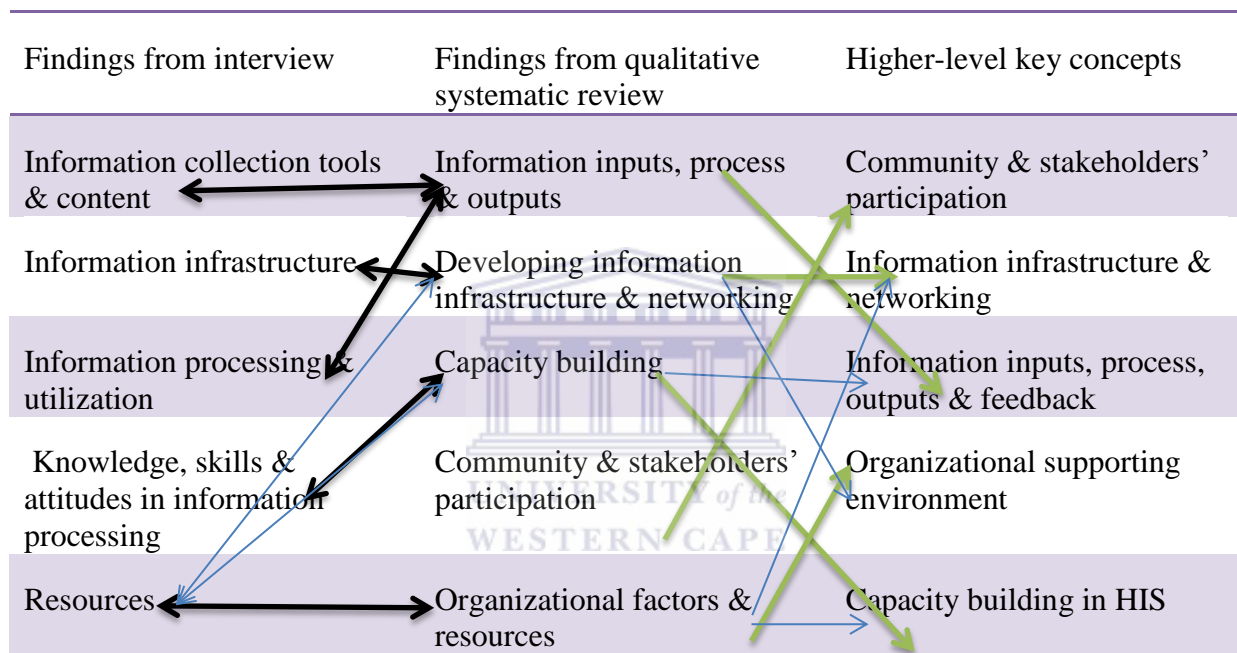 Findings from interview
Findings from qualitative
systematic review
Higher-level key concepts
Information collection tools
& content
Information inputs, process
& outputs
Community & stakeholders’
participation
Information infrastructure
Developing information
infrastructure & networking
Information infrastructure &
networking
Information processing &
utilization
Capacity building
Information inputs, process,
outputs & feedback
Knowledge, skills &
attitudes in information
processing
Community & stakeholders’
participation
Organizational supporting
environment
Resources
Organizational factors &
resources
Capacity building in HIS
UNIVERSITY of the
WESTERN CAPE